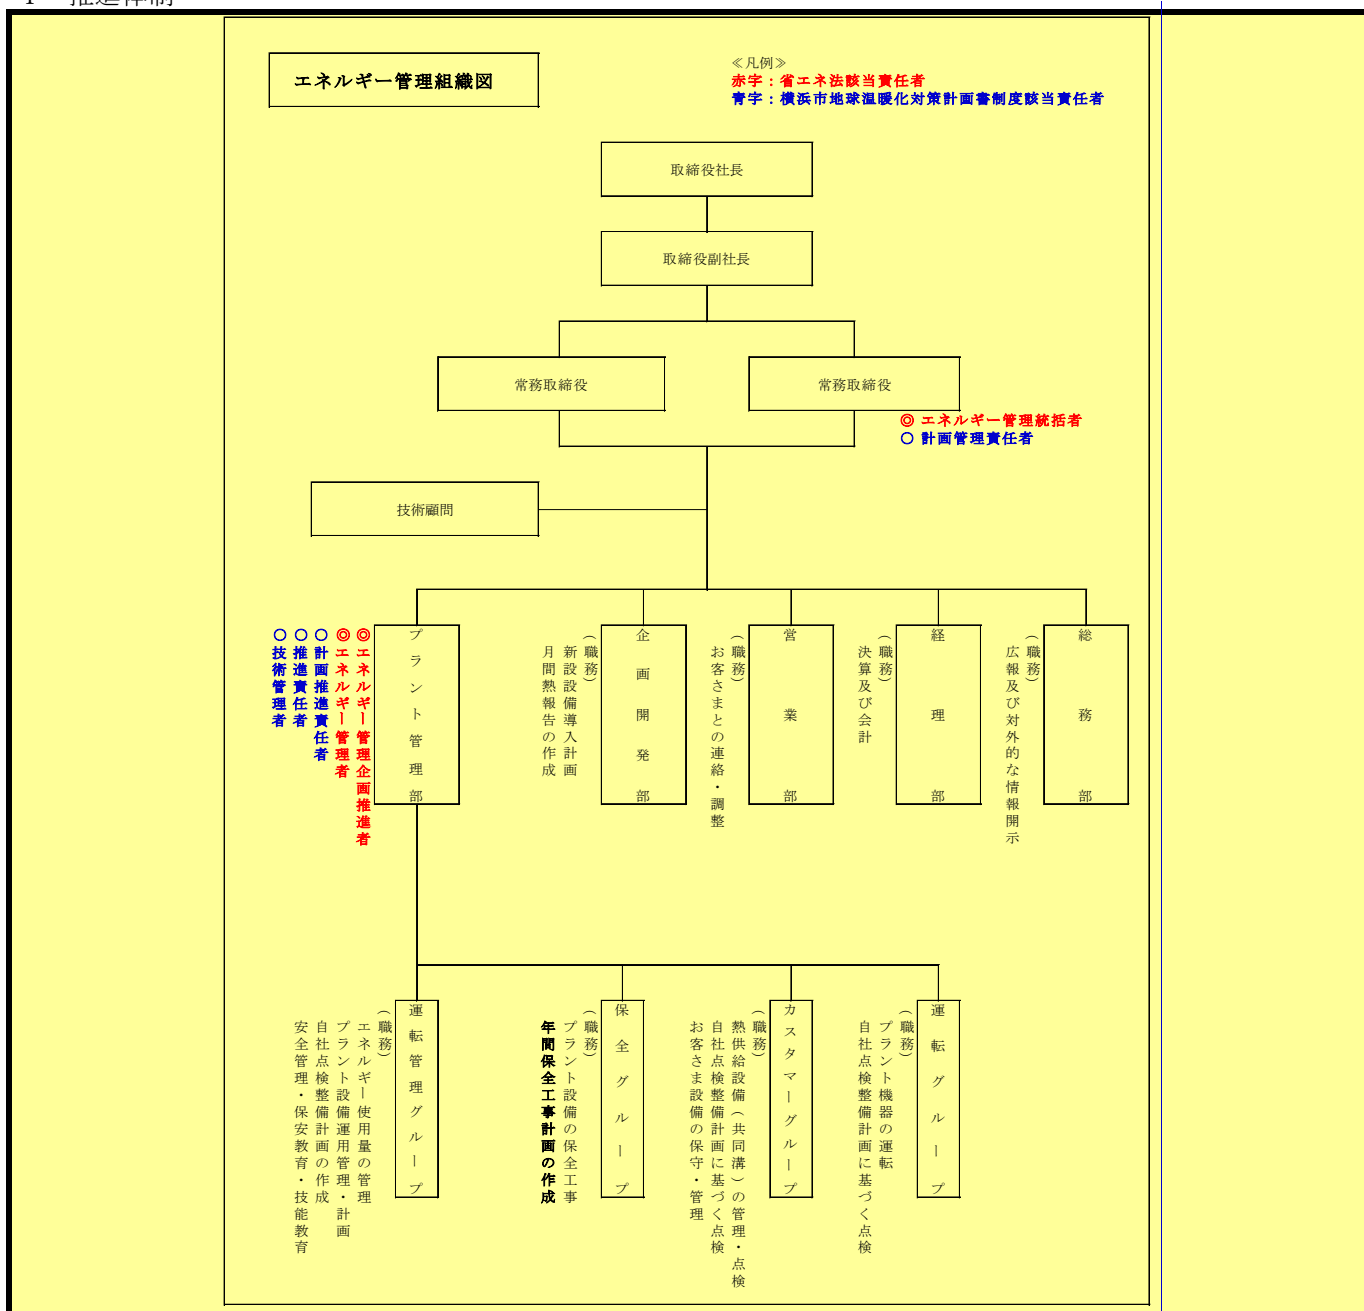 エネルギー管理組織図
≪凡例≫
赤字：省エネ法該当責任者
青字：横浜市地球温暖化対策計画書制度該当責任者
取締役社長
取締役副社長
常務取締役
常務取締役
◎ エネルギー管理統括者
○ 計画管理責任者
技術顧問
総務部
（職務）
広報及び対外的な情報開示
経理部
（職務）
決算及び会計
営業部
（職務）
お客さまとの連絡・調整
企画開発部
（職務）
新設設備導入計画
月間熱報告の作成
プラント管理部
◎エネルギー管理企画推進者
◎エネルギー管理者
○計画推進責任者
○推進責任者
○技術管理者
運転グループ
（職務）
プラント機器の運転
自社点検整備計画に基づく点検
カスタマーグループ
（職務）
熱供給設備（共同溝）の管理・点検
自社点検整備計画に基づく点検
お客さま設備の保守・管理
保全グループ
（職務）
プラント設備の保全工事
年間保全工事計画の作成
運転管理グループ
（職務）
エネルギー使用量の管理
プラント設備運用管理・計画
自社点検整備計画の作成
安全管理・保安教育・技能教育